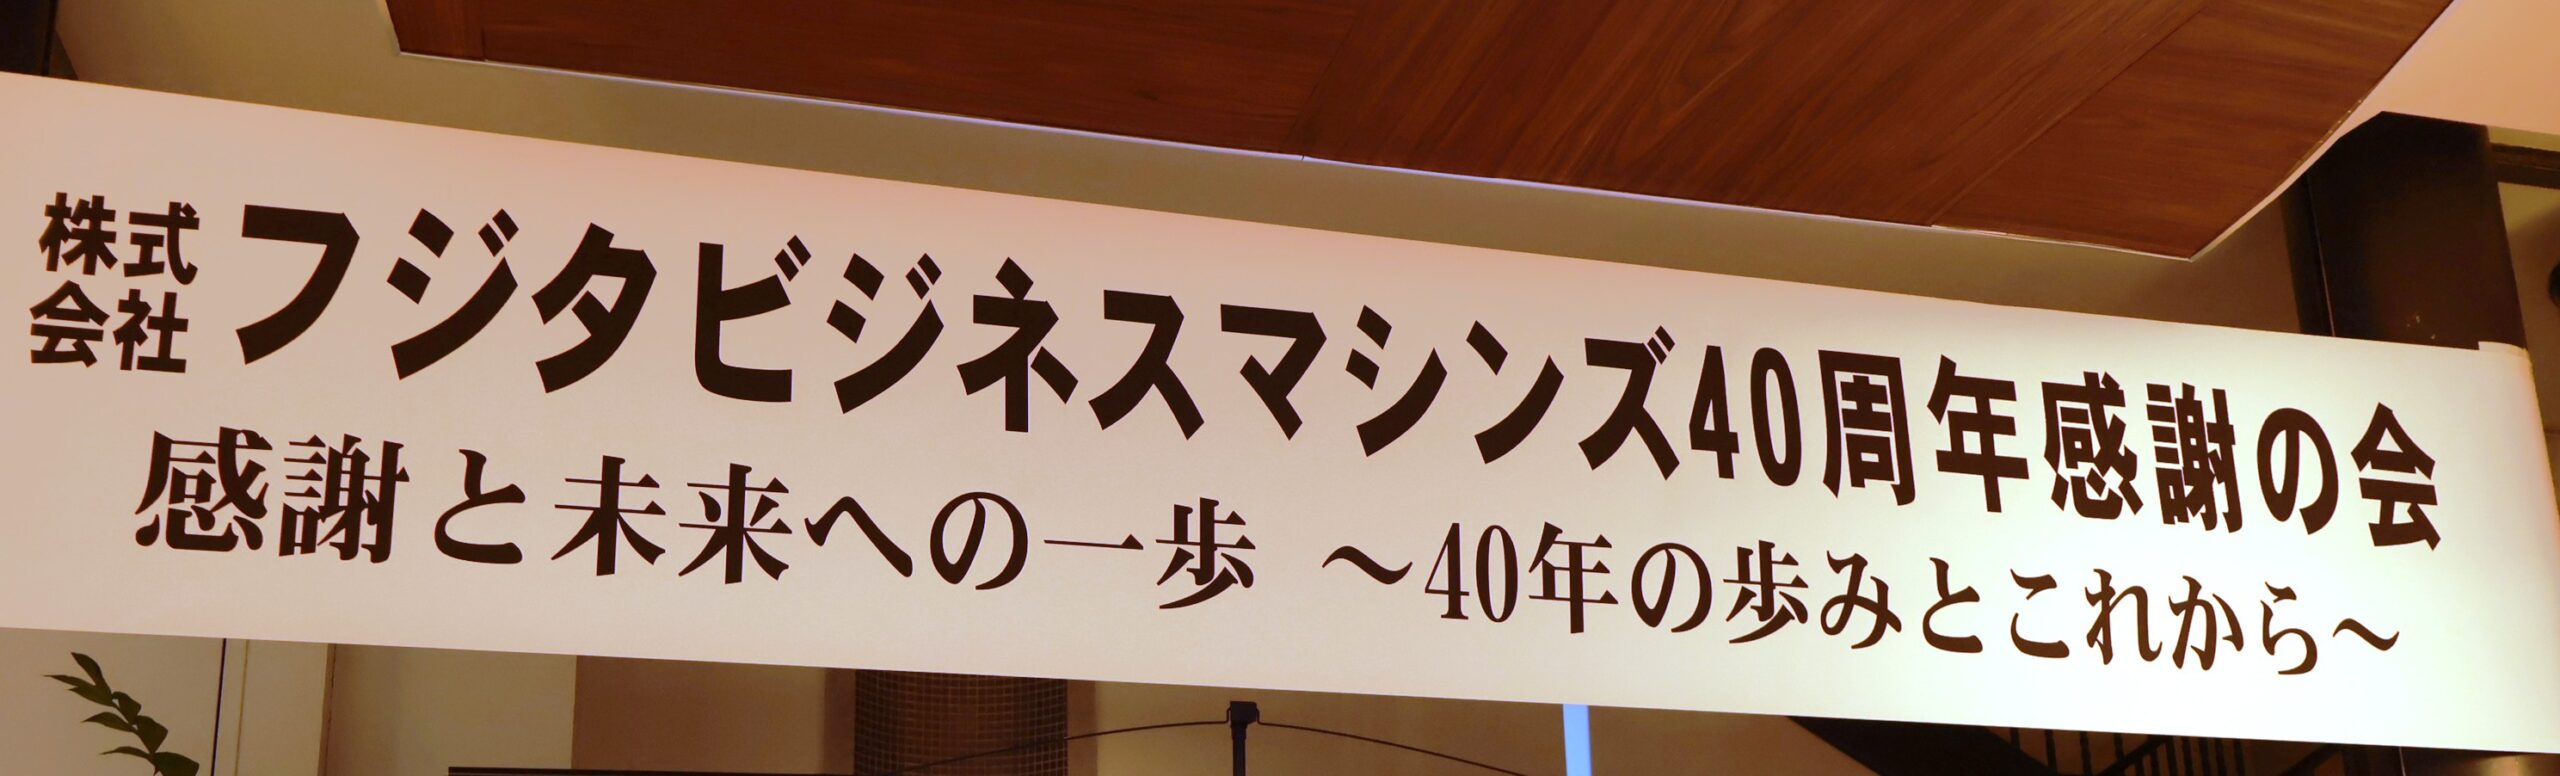 株式会社フジタビジネスマシンズ40周年感謝の会
感謝と未来への一歩 ～40年の歩みとこれから～